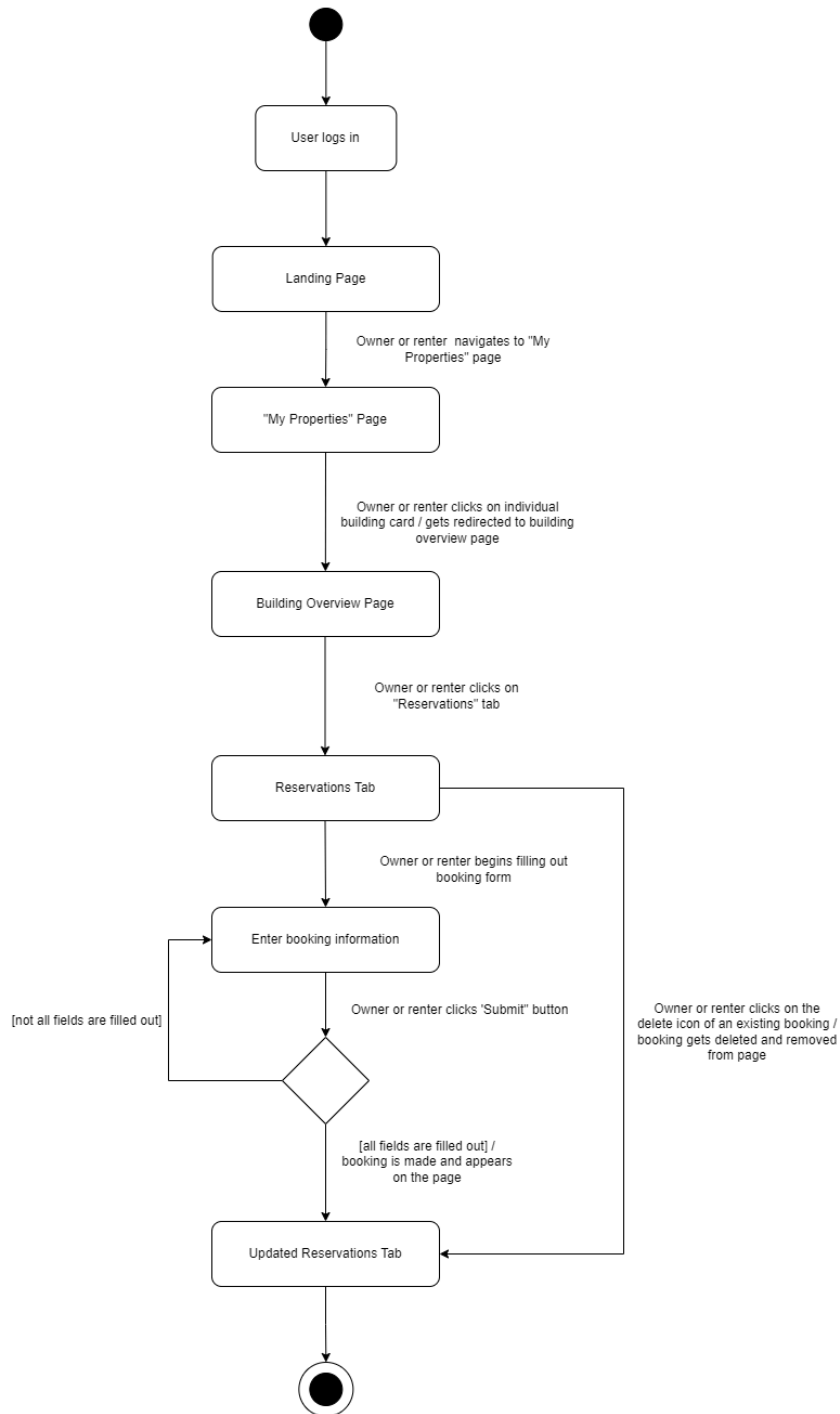 User logs in
Landing Page
Owner or renter  navigates to "My
Properties" page
"My Properties" Page
Owner or renter clicks on individual
building card / gets redirected to building
overview page
Building Overview Page
Owner or renter clicks on
"Reservations" tab
Reservations Tab
Owner or renter begins filling out
booking form
Enter booking information
[not all fields are filled out]
Owner or renter clicks 'Submit" button
Owner or renter clicks on the
delete icon of an existing booking /
booking gets deleted and removed
from page
[all fields are filled out] /
booking is made and appears
on the page
Updated Reservations Tab